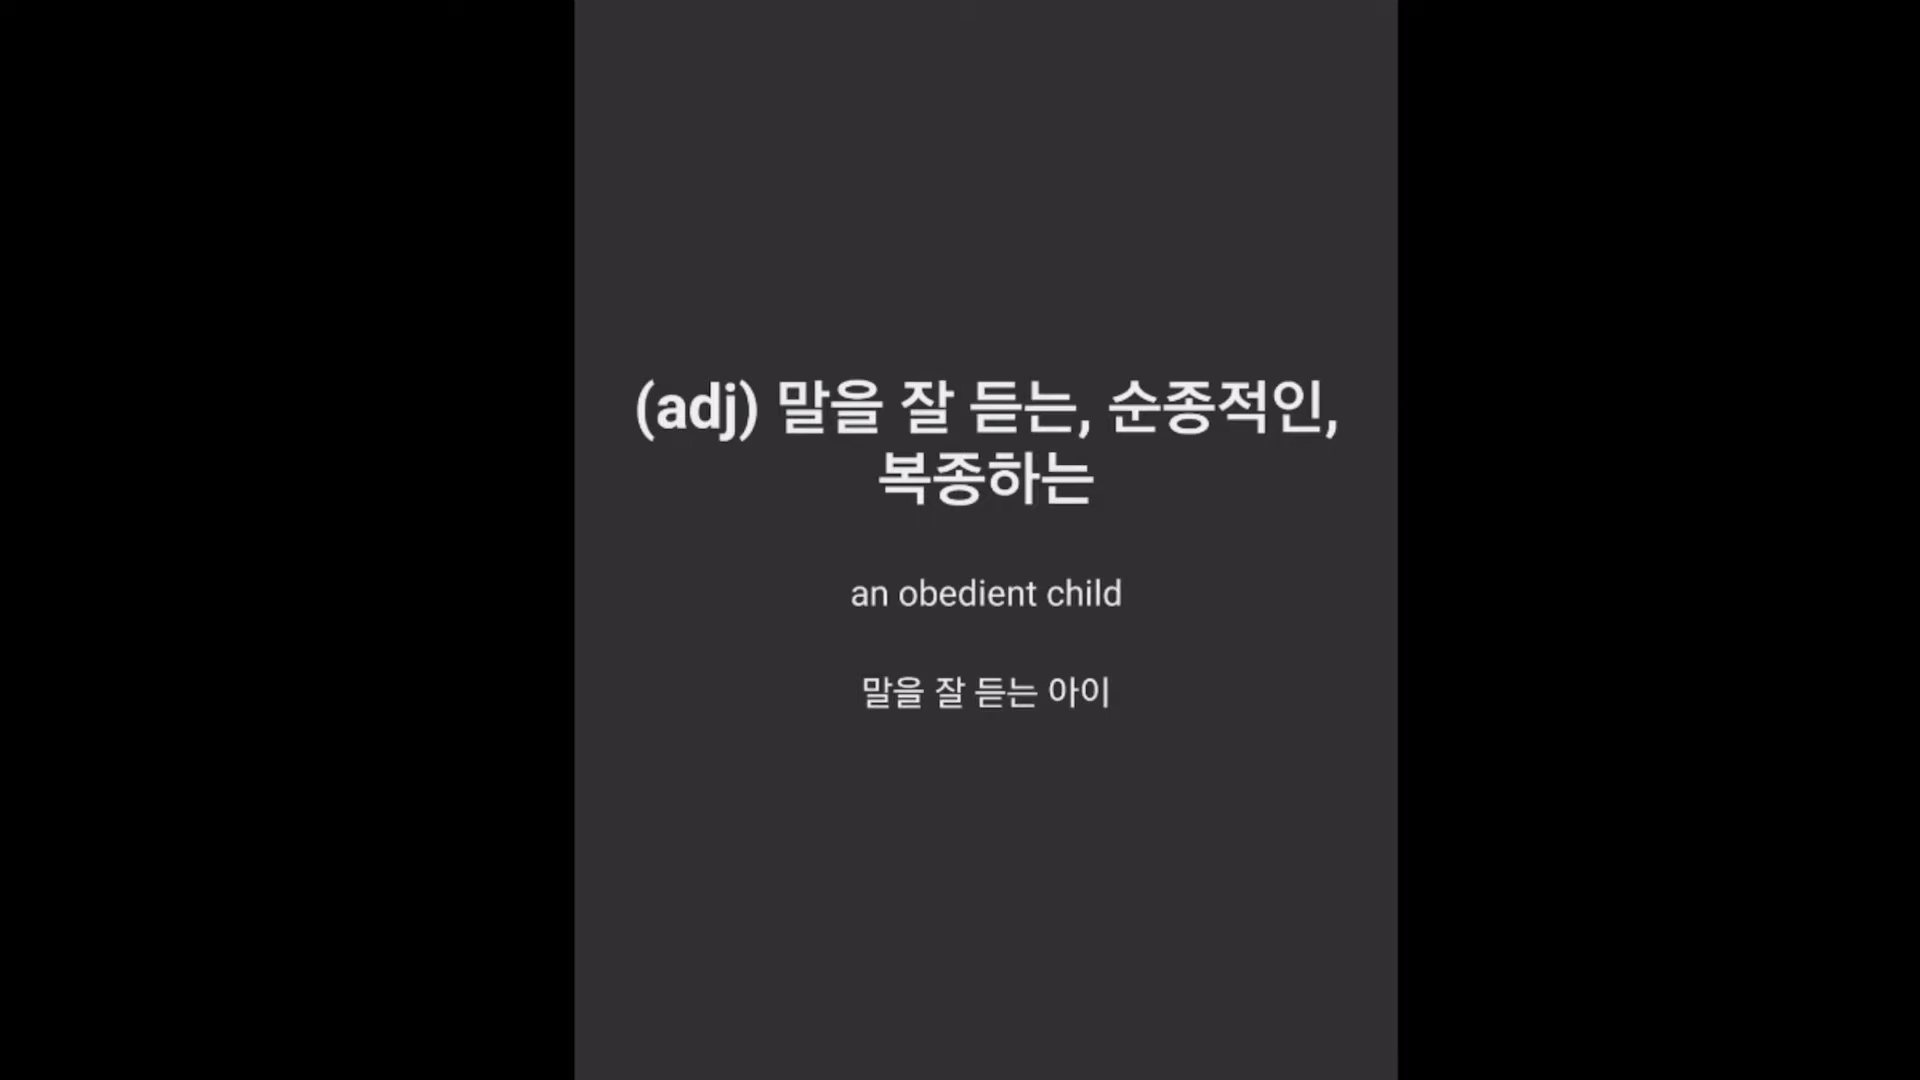 (adj) 말을 잘 듣는, 순종적인,
복종하는
an obedient child
말을 잘 듣는 아이